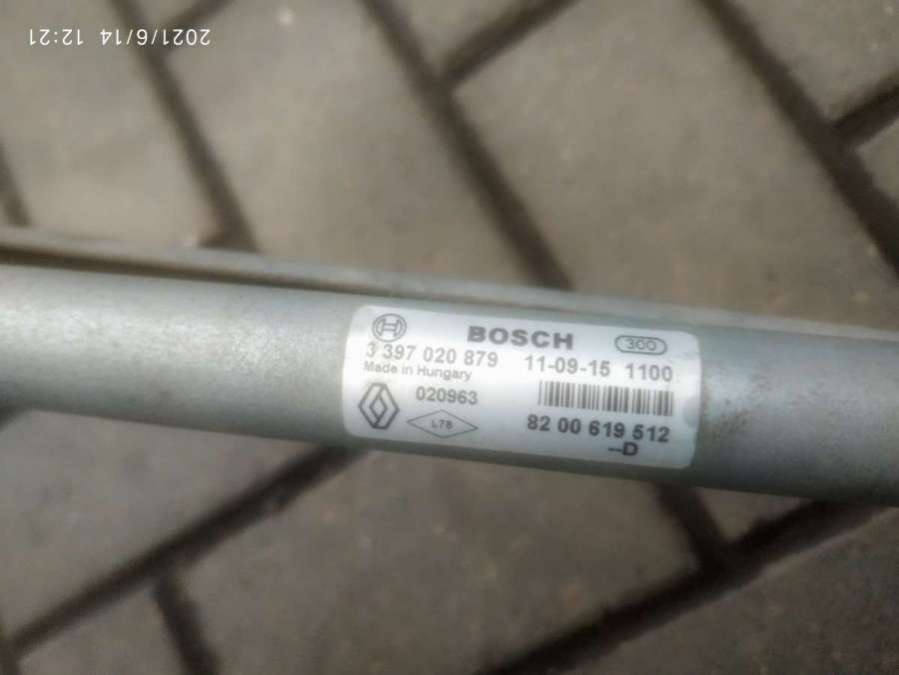 2021/6/14 12:21
BOSCH 300
3 397 020 879 11-09-15 1100
Made in Hungary
020963
L78
82 00 619 512
--D